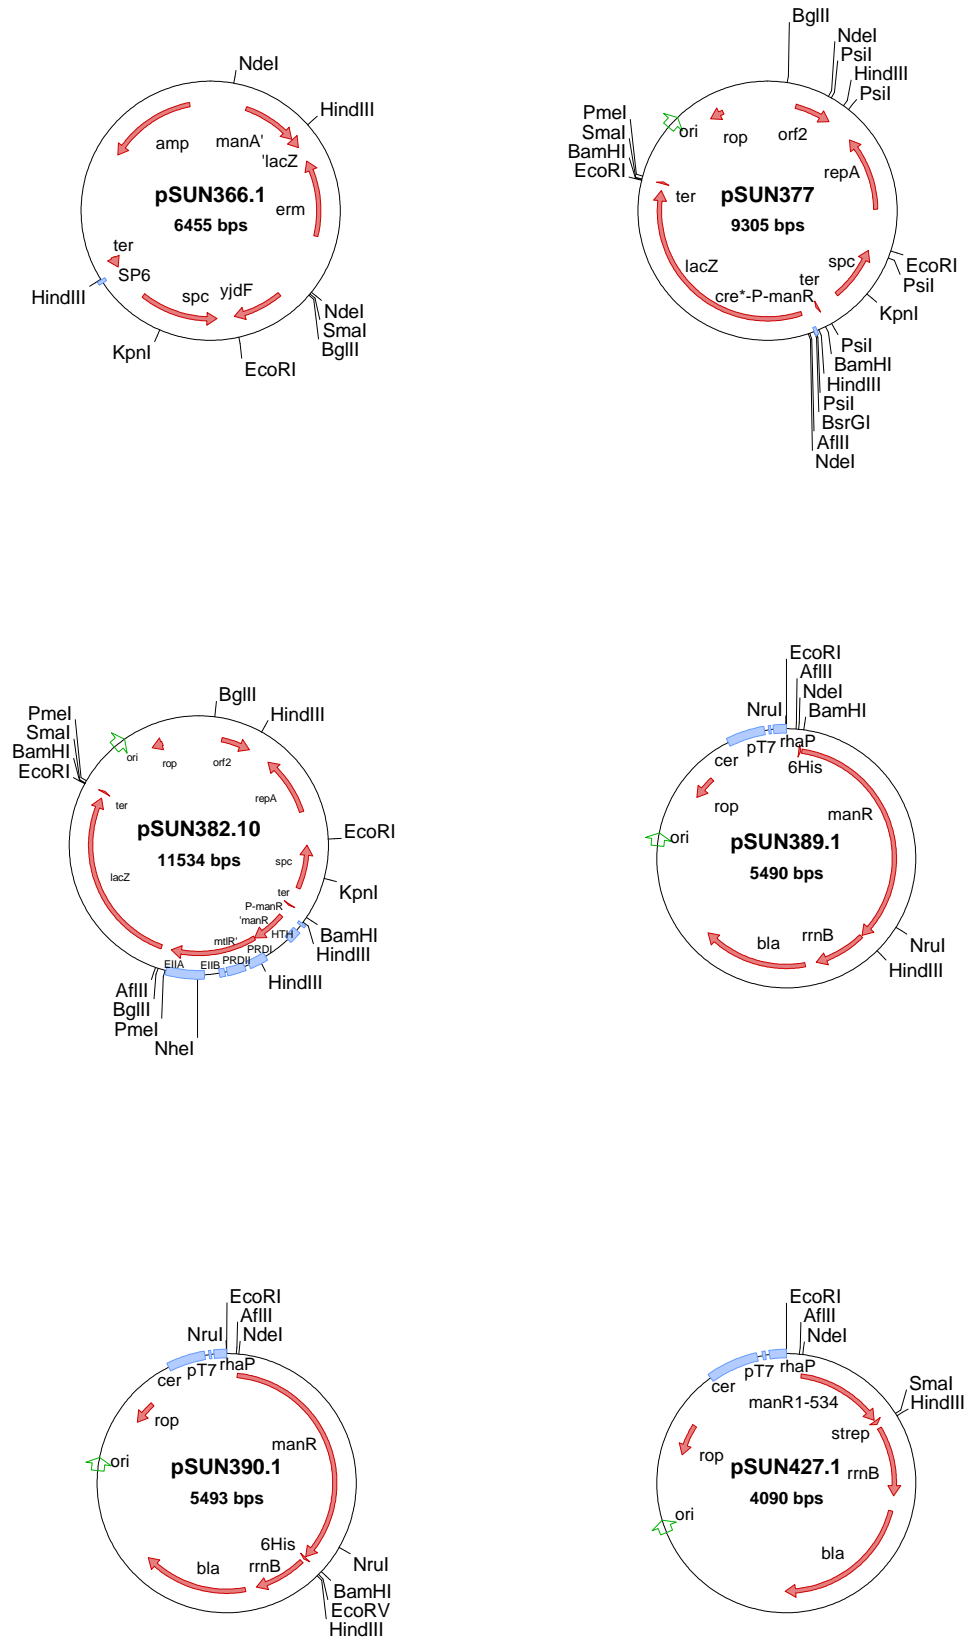 NdeI
HindIII
amp
manA'
'lacZ
pSUN366.1
6455 bps
erm
ter
SP6
HindIII
spc
yjdF
NdeI
SmaI
BglII
KpnI
EcoRI
BglII
NdeI
PsiI
HindIII
PsiI
PmeI
SmaI
BamHI
EcoRI
ori
rop
orf2
repA
ter
pSUN377
9305 bps
lacZ
spc
ter
cre*-P-manR
EcoRI
PsiI
KpnI
PsiI
BamHI
HindIII
PsiI
BsrGI
AflII
NdeI
BglII
HindIII
PmeI
SmaI
BamHI
EcoRI
ori
rop
orf2
repA
ter
pSUN382.10
11534 bps
EcoRI
spc
lacZ
ter
KpnI
P-manR
'manR
HTH
mtlR'
PRDI
PRDII
EIIB
EIIA
BamHI
HindIII
HindIII
AflII
BglII
PmeI
NheI
EcoRI
AflII
NdeI
NruI
BamHI
cer
pT7
rhaP
6His
rop
manR
ori
pSUN389.1
5490 bps
bla
rrnB
NruI
HindIII
EcoRI
AflII
NruI
NdeI
cer
pT7
rhaP
rop
manR
ori
pSUN390.1
5493 bps
6His
bla
rrnB
NruI
BamHI
EcoRV
HindIII
EcoRI
AflII
NdeI
cer
pT7
rhaP
SmaI
HindIII
manR1-534
strep
rop
pSUN427.1
rrnB
4090 bps
ori
bla